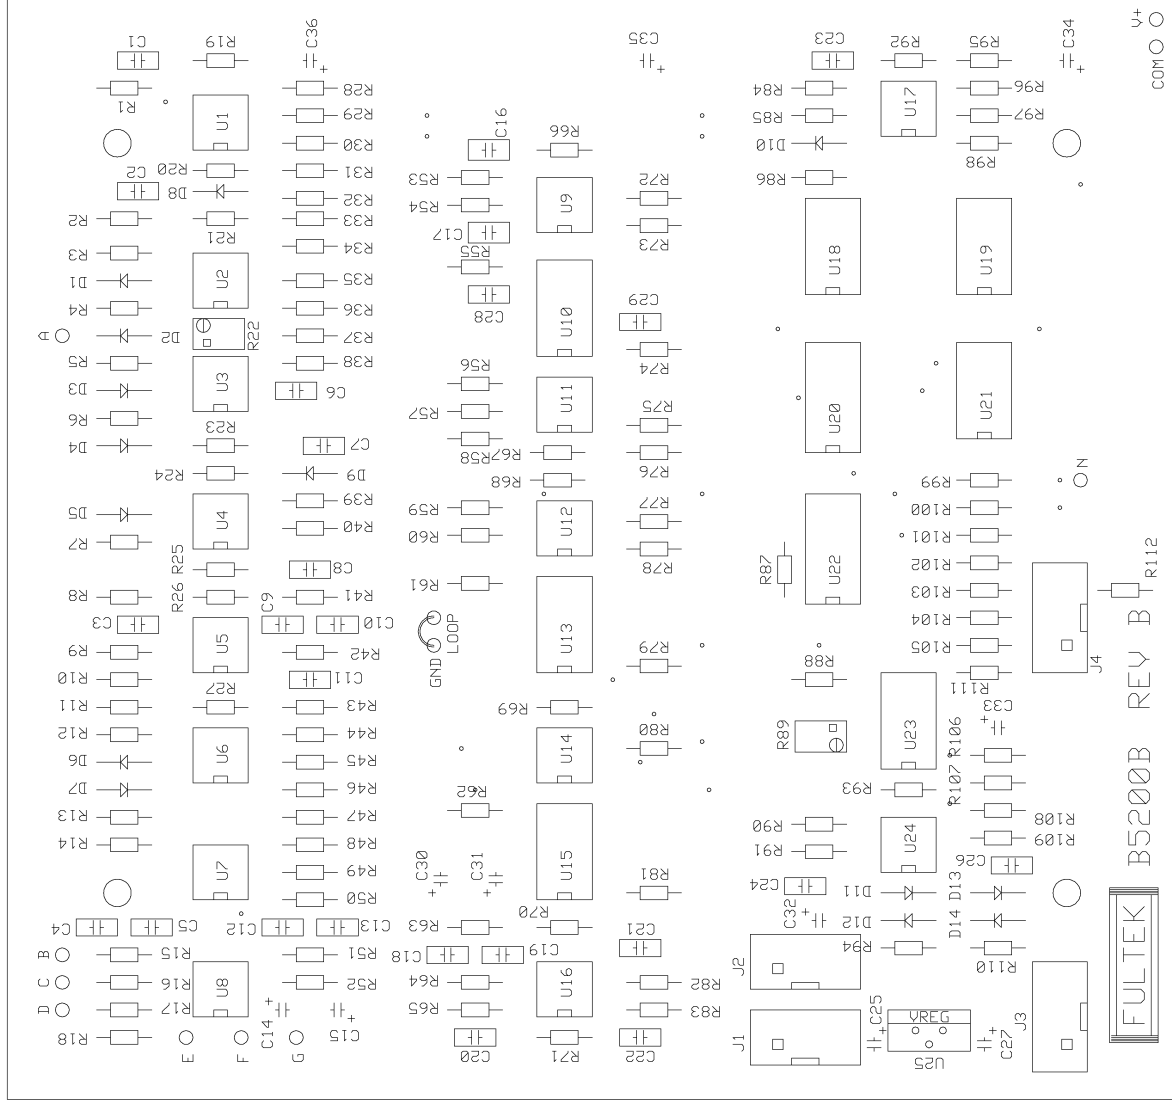 C1
R19
C36
C35
C23
R92
R95
C34
V+
COM
R1
U1
R28
R29
R30
R31
R32
R33
R34
R35
R36
R37
R38
C16
R66
R84
R85
D10
R86
U17
R96
R97
R98
C2
R20
D8
R21
R2
R3
D1
R4
A
D2
R22
U2
R53
R54
C17
R55
C28
U9
U10
R72
R73
C29
R74
U18
U19
R5
D3
R6
D4
U3
R23
R24
C6
C7
D9
R39
R40
R56
R57
R58
R67
R68
U11
R75
R76
U20
U21
D5
R7
U4
R25
R26
R8
C3
C8
C9
R41
C10
R59
R60
R61
U12
R77
R78
R87
U22
R99
N
R100
R101
R102
R103
R104
R105
R111
R112
J4
R9
R10
R11
R12
D6
D7
R13
R14
U5
R27
U6
R42
C11
R43
R44
R45
R46
R47
R48
R49
R50
GND LOOP
U13
R69
U14
R62
R79
R80
R88
R89
U23
C33
R106
R107
R108
R109
R93
R90
R91
U24
C26
U7
C30
C31
U15
R81
C24
D11
D13
C32
D12
D14
R94
R110
C4
C5
C12
C13
R63
R70
C21
B
C
D
R15
R16
R17
R18
U8
R51
R52
C14
C15
E
F
G
C18
C19
R64
R65
C20
U16
R71
R82
R83
C22
J2
J1
C25
VREG
U25
C27
J3
B5200B REV B
FULTEK